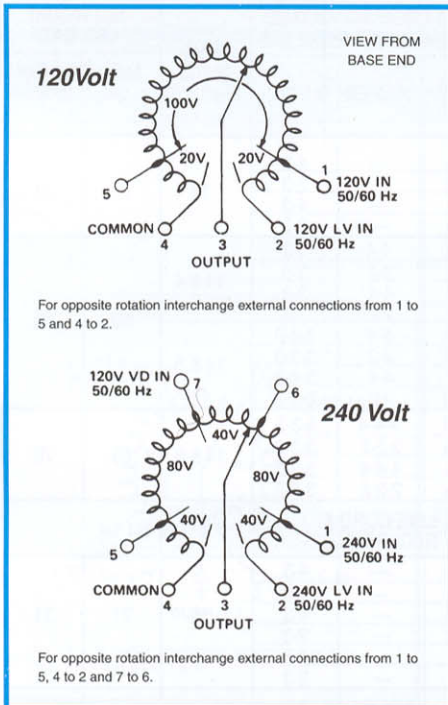 VIEW FROM
BASE END
120Volt
100V
20V
20V
5
1
120V IN
50/60 Hz
COMMON
4
3
2
120V LV IN
50/60 Hz
OUTPUT
For opposite rotation interchange external connections from 1 to
5 and 4 to 2.
120V VD IN
50/60 Hz
7
6
240 Volt
40V
80V
80V
40V
40V
5
1
240V IN
50/60 Hz
COMMON
4
3
2
240V LV IN
50/60 Hz
OUTPUT
For opposite rotation interchange external connections from 1 to
5, 4 to 2 and 7 to 6.